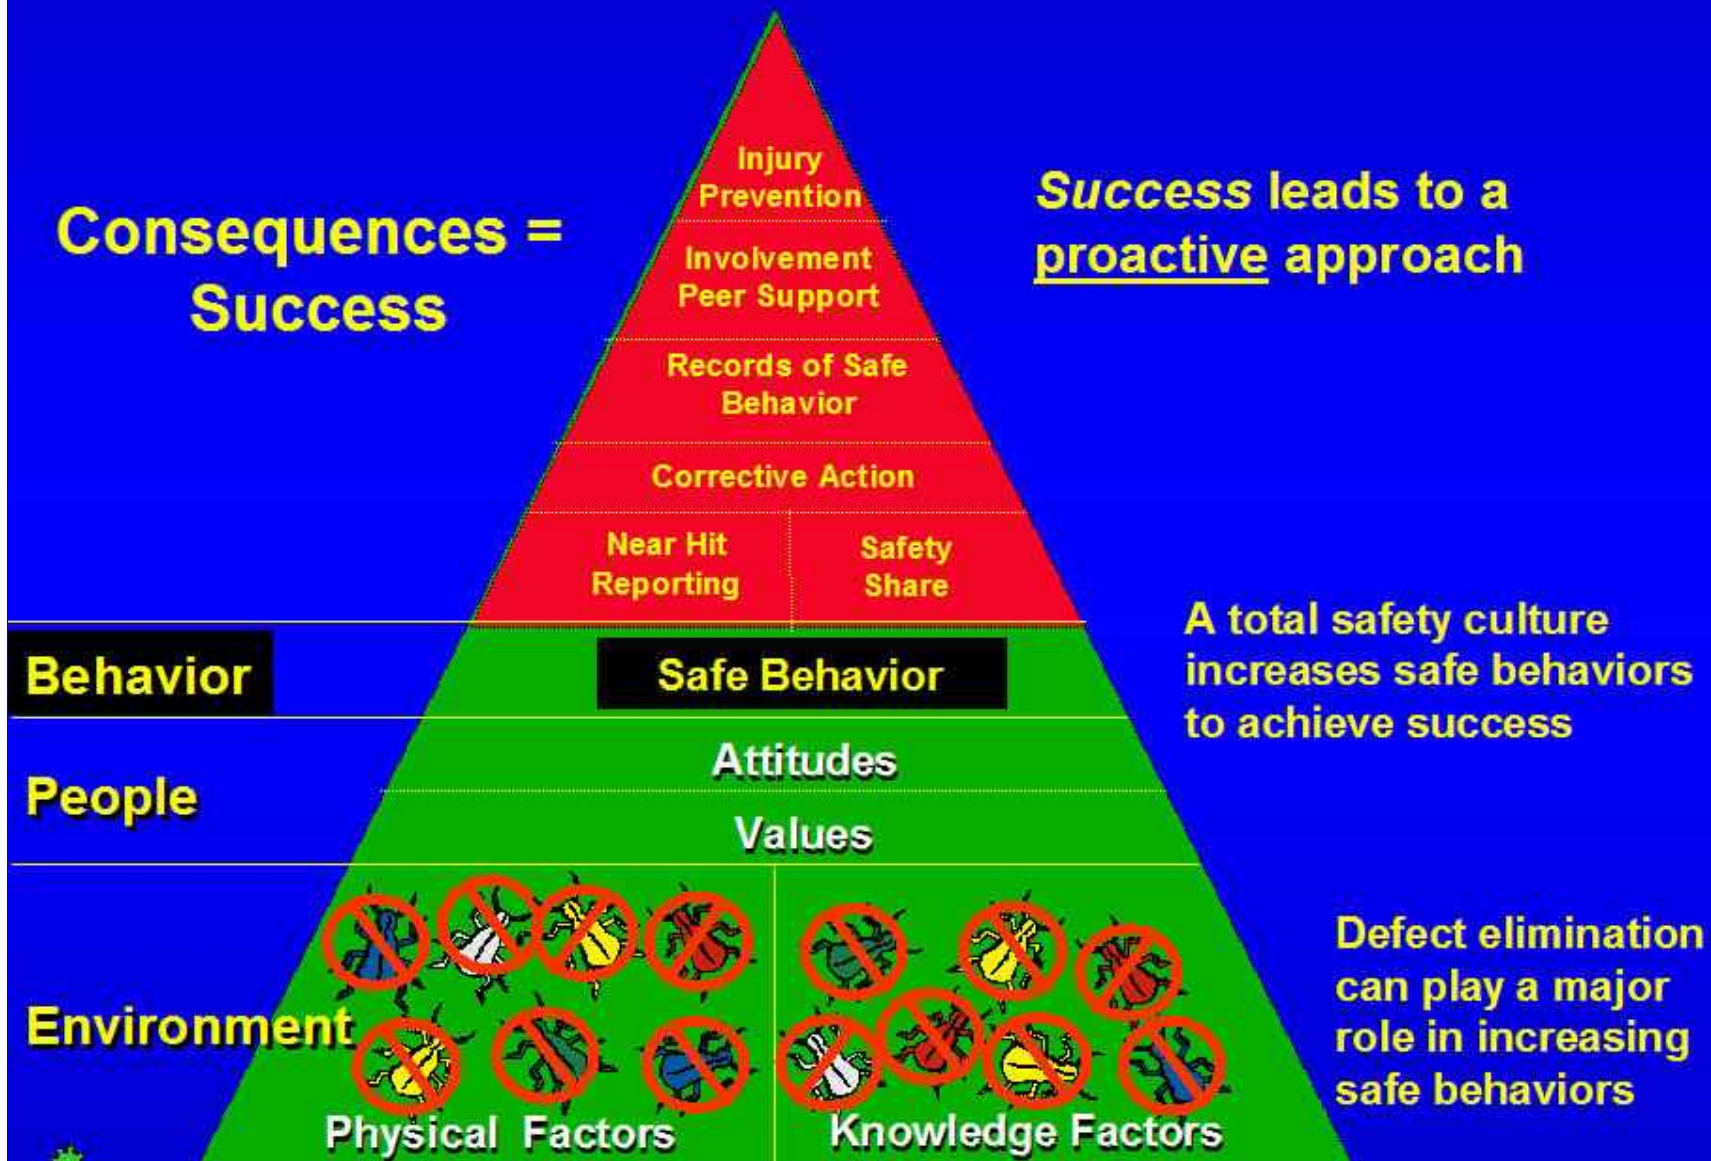 Consequences =
Success
Success leads to a
proactive approach
Injury
Prevention
Involvement
Peer Support
Records of Safe
Behavior
Corrective Action
Near Hit
Reporting
Safety
Share
Behavior
Safe Behavior
A total safety culture
increases safe behaviors
to achieve success
People
Attitudes
Values
Environment
Physical Factors
Knowledge Factors
Defect elimination
can play a major
role in increasing
safe behaviors